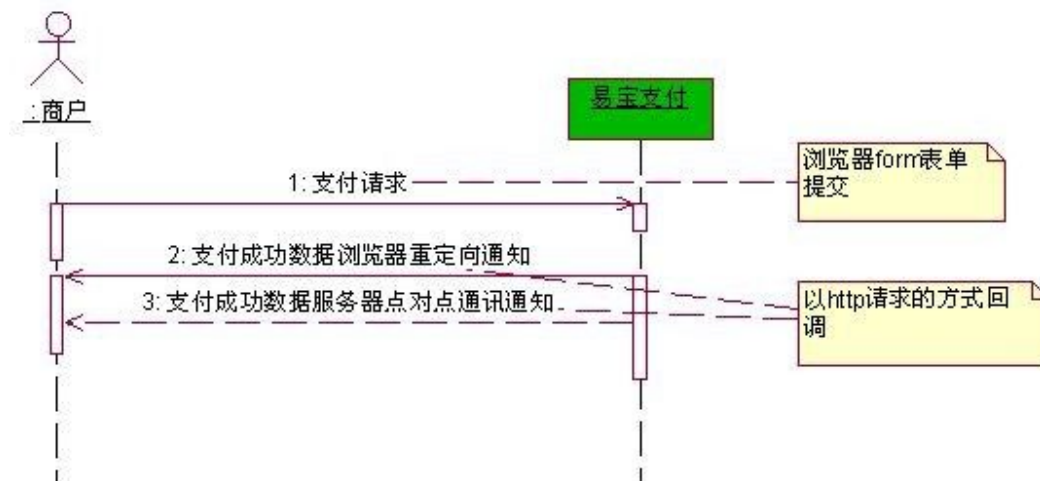 :商户
易宝支付
浏览器form表单
提交
1: 支付请求
2: 支付成功数据浏览器重定向通知
3: 支付成功数据服务器点对点通讯通知
以http请求的方式回
调